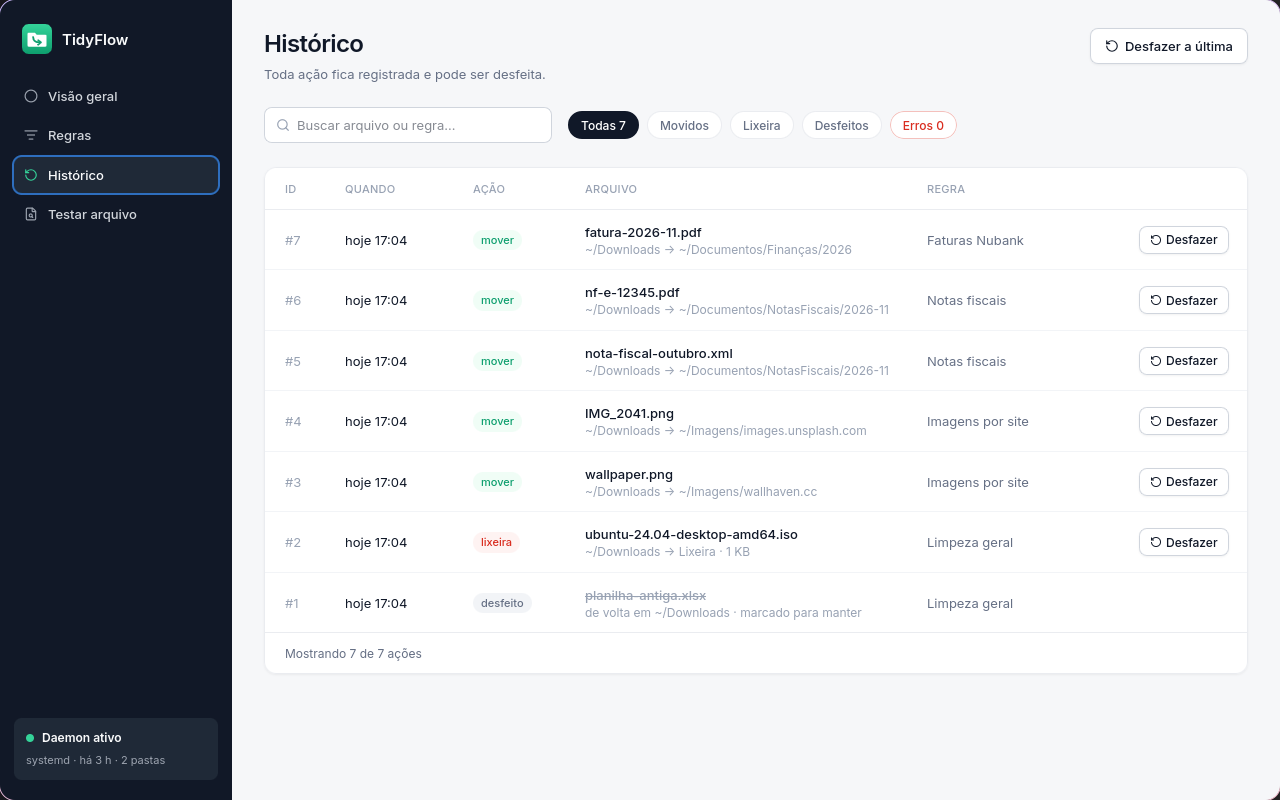 TidyFlow
Visão geral
Regras
Histórico
Testar arquivo
Daemon ativo
systemd · há 3 h · 2 pastas
Histórico
Toda ação fica registrada e pode ser desfeita.
Desfazer a última
Buscar arquivo ou regra...
Todas 7
Movidos
Lixeira
Desfeitos
Erros 0
ID QUANDO AÇÃO ARQUIVO REGRA
#7 hoje 17:04 mover fatura-2026-11.pdf Faturas Nubank Desfazer
~/Downloads → ~/Documentos/Finanças/2026
#6 hoje 17:04 mover nf-e-12345.pdf Notas fiscais Desfazer
~/Downloads → ~/Documentos/NotasFiscais/2026-11
#5 hoje 17:04 mover nota-fiscal-outubro.xml Notas fiscais Desfazer
~/Downloads → ~/Documentos/NotasFiscais/2026-11
#4 hoje 17:04 mover IMG_2041.png Imagens por site Desfazer
~/Downloads → ~/Imagens/images.unsplash.com
#3 hoje 17:04 mover wallpaper.png Imagens por site Desfazer
~/Downloads → ~/Imagens/wallhaven.cc
#2 hoje 17:04 lixeira ubuntu-24.04-desktop-amd64.iso Limpeza geral Desfazer
~/Downloads → Lixeira · 1 KB
#1 hoje 17:04 desfeito planilha-antiga.xlsx Limpeza geral
de volta em ~/Downloads · marcado para manter
Mostrando 7 de 7 ações